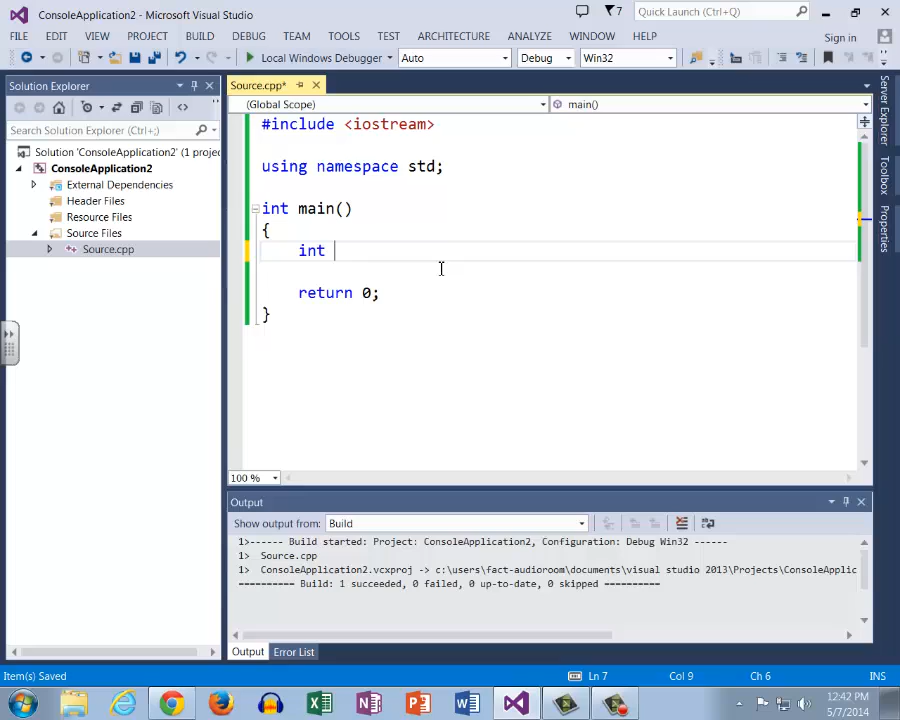 ConsoleApplication2 - Microsoft Visual Studio
7
Quick Launch (Ctrl+Q)
FILE EDIT VIEW PROJECT BUILD DEBUG TEAM TOOLS TEST ARCHITECTURE ANALYZE WINDOW HELP
Sign in
Local Windows Debugger
Auto
Debug
Win32
Solution Explorer
Search Solution Explorer (Ctrl+;)
Solution 'ConsoleApplication2' (1 projec
ConsoleApplication2
External Dependencies
Header Files
Resource Files
Source Files
Source.cpp
Source.cpp*
(Global Scope)
main()
#include <iostream>
using namespace std;
int main()
{
int
return 0;
}
100 %
Server Explorer
Toolbox
Properties
Output
Show output from: Build
1>------ Build started: Project: ConsoleApplication2, Configuration: Debug Win32 ------
1> Source.cpp
1> ConsoleApplication2.vcxproj -> c:\users\fact-audioroom\documents\visual studio 2013\Projects\ConsoleApplic
========== Build: 1 succeeded, 0 failed, 0 up-to-date, 0 skipped ==========
Output
Error List
Item(s) Saved
Ln 7
Col 9
Ch 6
INS
12:42 PM
5/7/2014